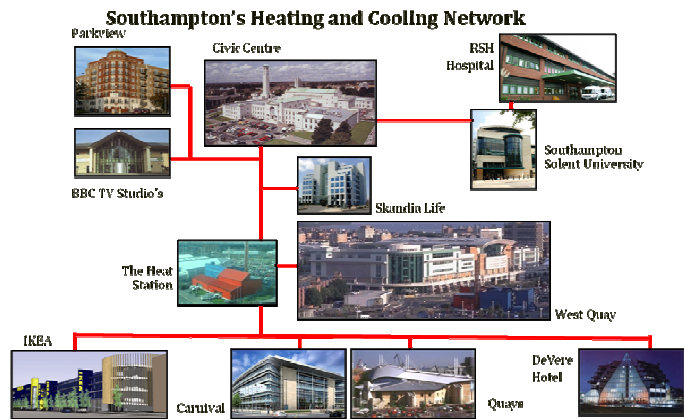 Southampton's Heating and Cooling Network
Parkview
Civic Centre
RSH
Hospital
BBC TV Studio's
Southampton
Solent University
Skandia Life
The Heat
Station
West Quay
IKEA
Carnival
Quays
DeVere
Hotel